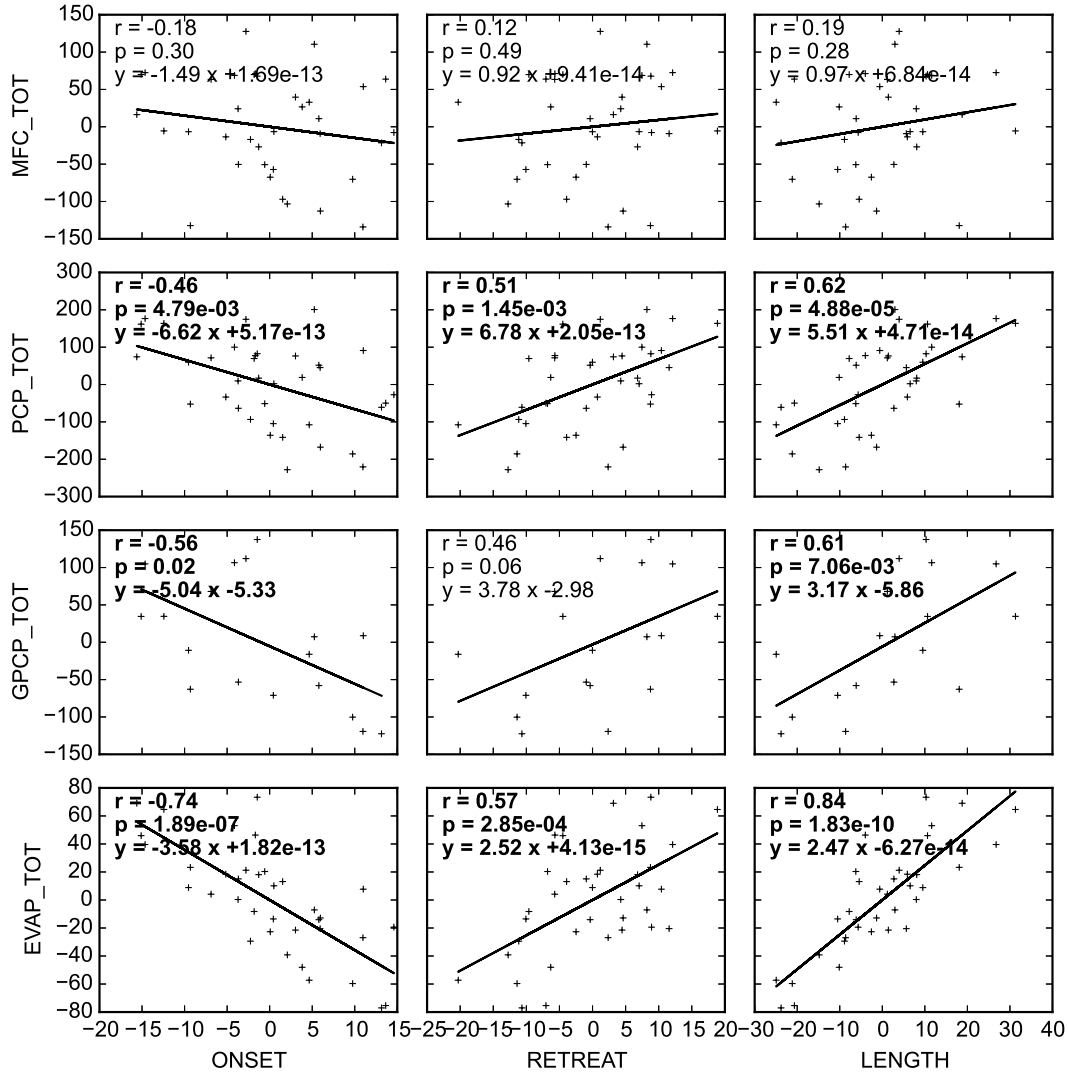 r = -0.18
p = 0.30
y = -1.49 x +1.69e-13
r = 0.12
p = 0.49
y = 0.92 x +9.41e-14
r = 0.19
p = 0.28
y = 0.97 x +6.84e-14
MFC_TOT
150
100
50
0
−50
−100
−150
r = -0.46
p = 4.79e-03
y = -6.62 x +5.17e-13
r = 0.51
p = 1.45e-03
y = 6.78 x +2.05e-13
r = 0.62
p = 4.88e-05
y = 5.51 x +4.71e-14
PCP_TOT
300
200
100
0
−100
−200
−300
r = -0.56
p = 0.02
y = -5.04 x -5.33
r = 0.46
p = 0.06
y = 3.78 x -2.98
r = 0.61
p = 7.06e-03
y = 3.17 x -5.86
GPCP_TOT
150
100
50
0
−50
−100
−150
r = -0.74
p = 1.89e-07
y = -3.58 x +1.82e-13
r = 0.57
p = 2.85e-04
y = 2.52 x +4.13e-15
r = 0.84
p = 1.83e-10
y = 2.47 x -6.27e-14
EVAP_TOT
80
60
40
20
0
−20
−40
−60
−80
−20 −15 −10 −5 0 5 10 15
−25 −20 −15 −10 −5 0 5 10 15 20
−30 −20 −10 0 10 20 30 40
ONSET
RETREAT
LENGTH